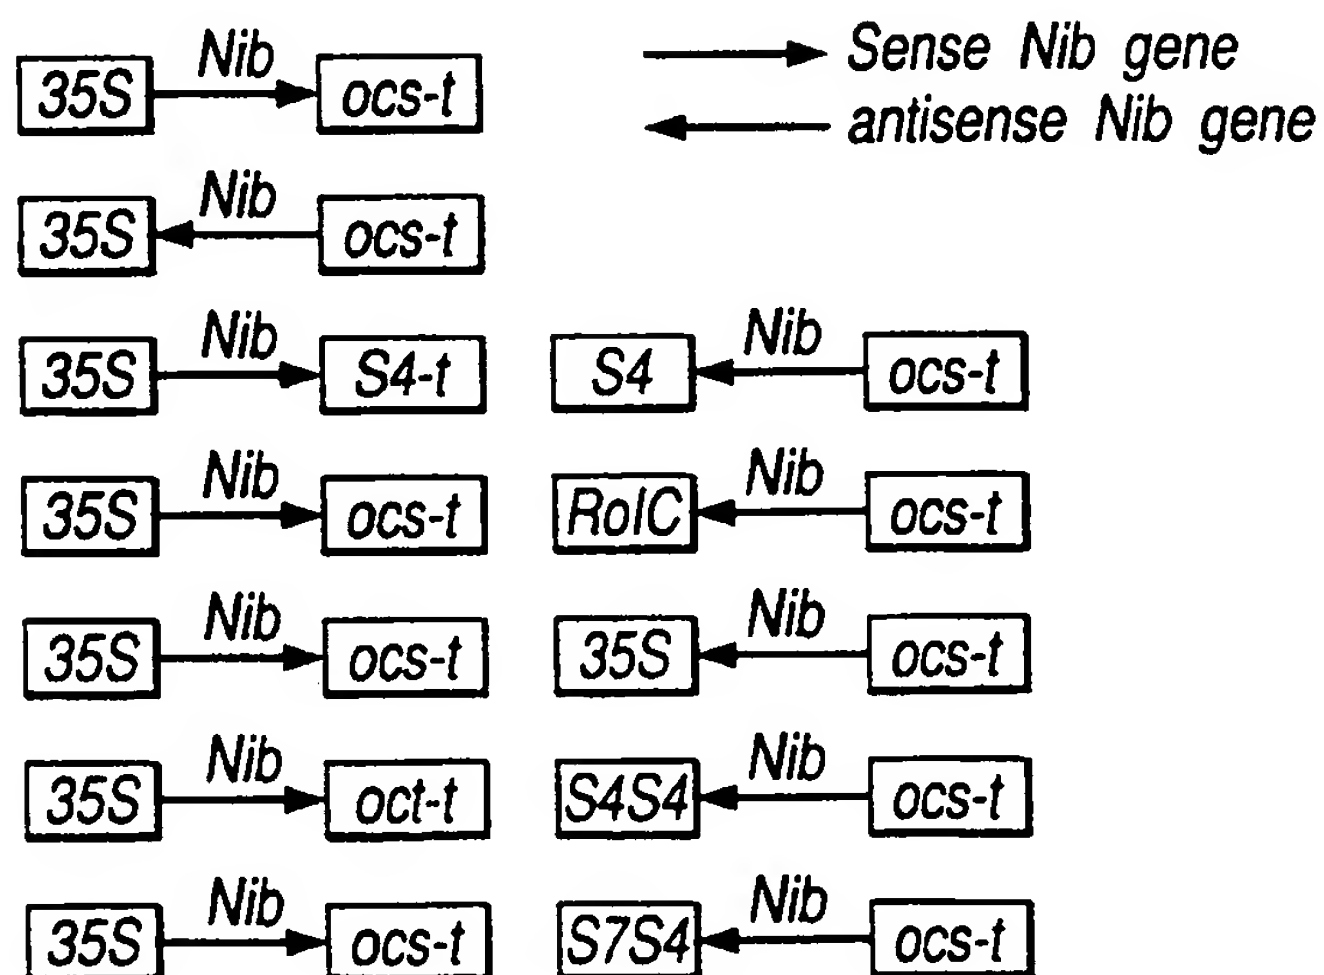 Nib
35S ocs-t
Sense Nib gene
antisense Nib gene
Nib
35S ocs-t
Nib Nib
35S S4-t S4 ocs-t
Nib Nib
35S ocs-t RolC ocs-t
Nib Nib
35S ocs-t 35S ocs-t
Nib Nib
35S oct-t S4S4 ocs-t
Nib Nib
35S ocs-t S7S4 ocs-t